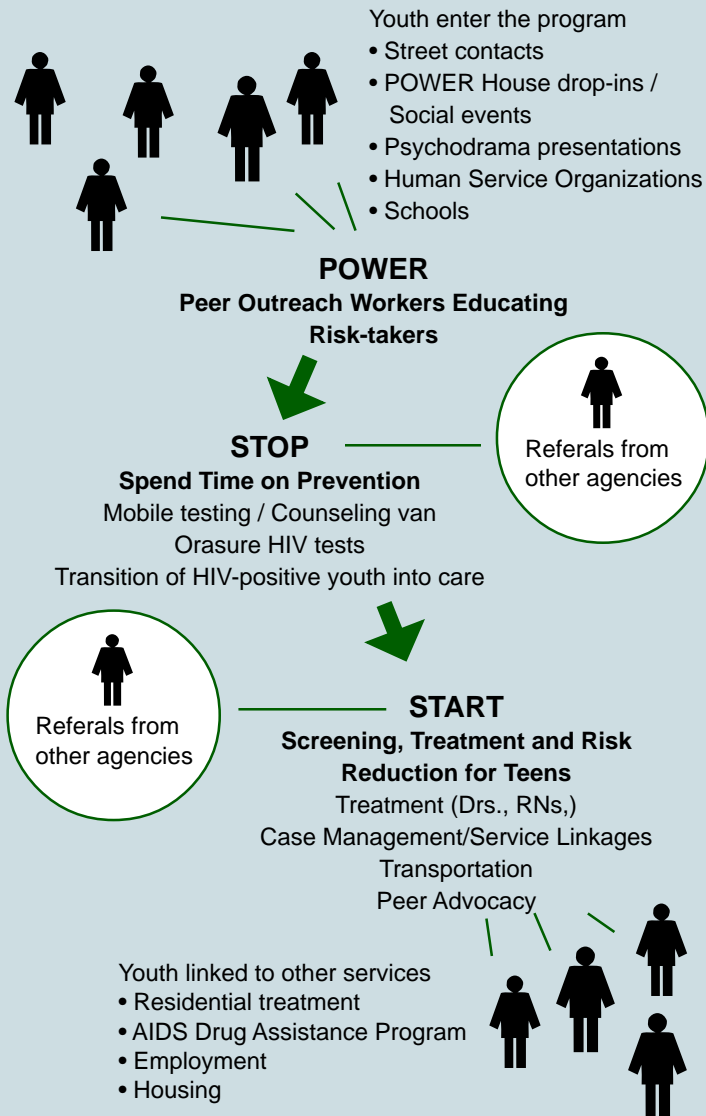 Youth enter the program
• Street contacts
• POWER House drop-ins /
Social events
• Psychodrama presentations
• Human Service Organizations
• Schools
POWER
Peer Outreach Workers Educating
Risk-takers
STOP
Spend Time on Prevention
Mobile testing / Counseling van
Orasure HIV tests
Transition of HIV-positive youth into care
Referrals from
other agencies
Referals from
other agencies
START
Screening, Treatment and Risk
Reduction for Teens
Treatment (Drs., RNs,)
Case Management/Service Linkages
Transportation
Peer Advocacy
Youth linked to other services
• Residential treatment
• AIDS Drug Assistance Program
• Employment
• Housing